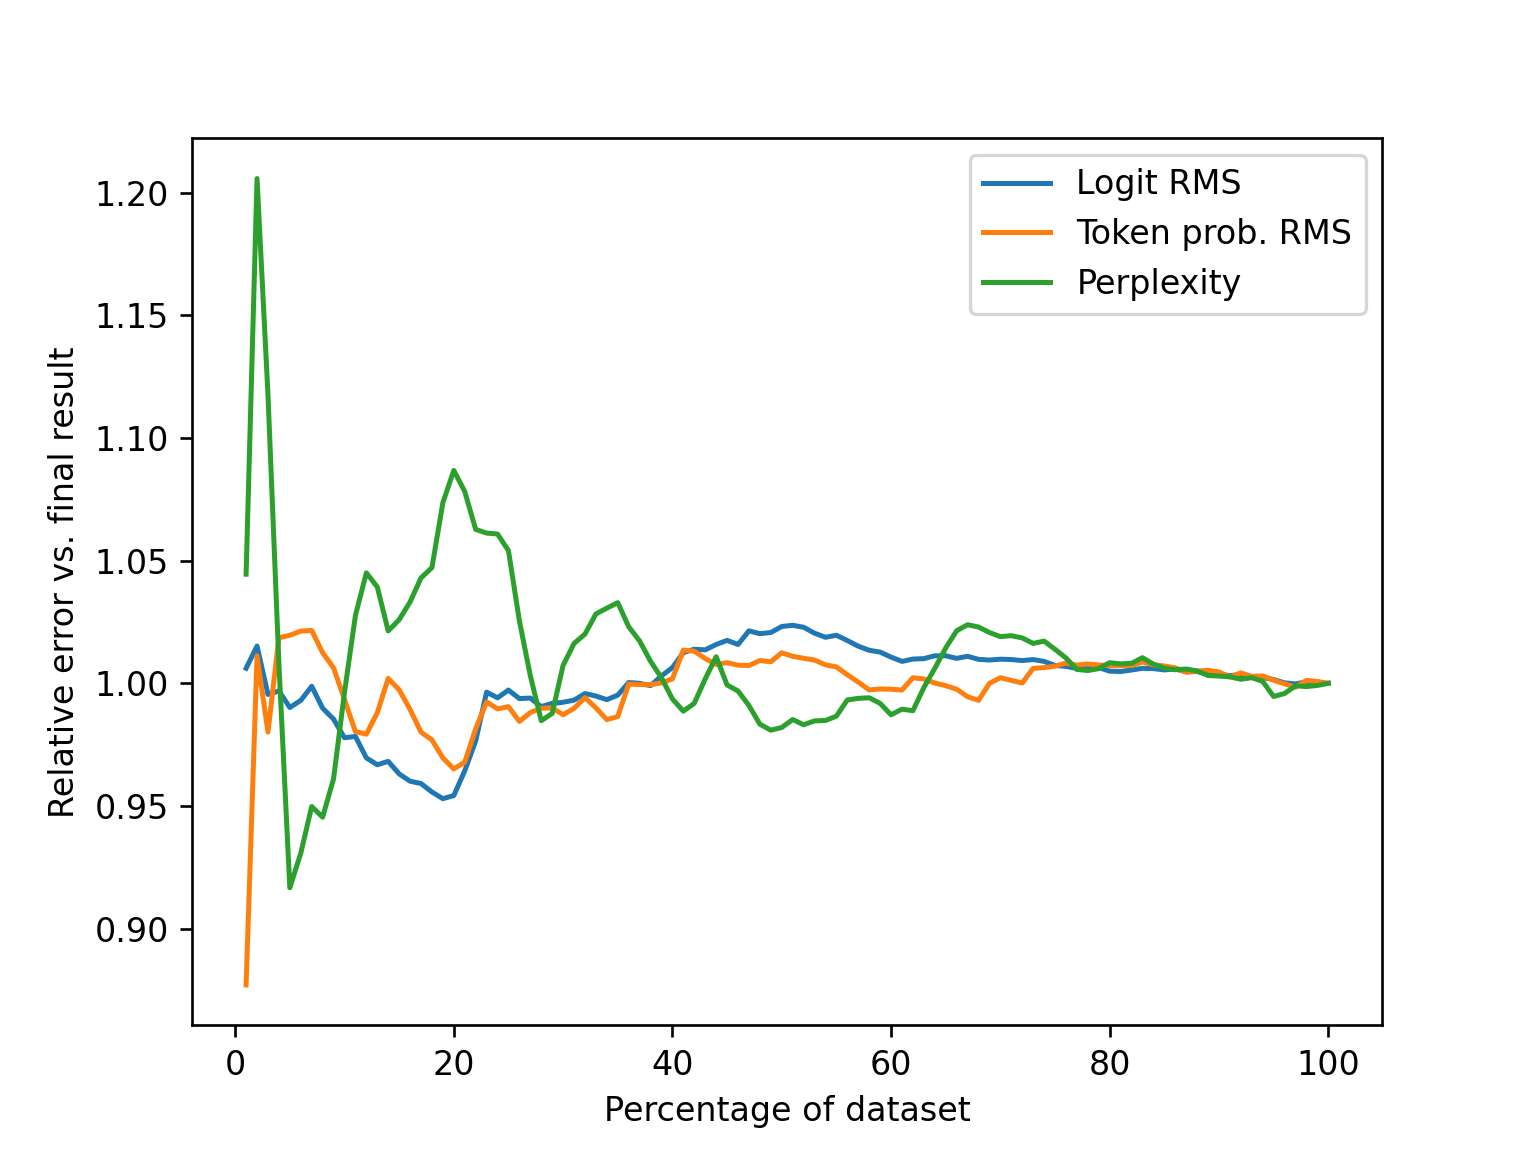 Logit RMS
Token prob. RMS
Perplexity
1.20
1.15
1.10
1.05
1.00
0.95
0.90
Relative error vs. final result
0 20 40 60 80 100
Percentage of dataset